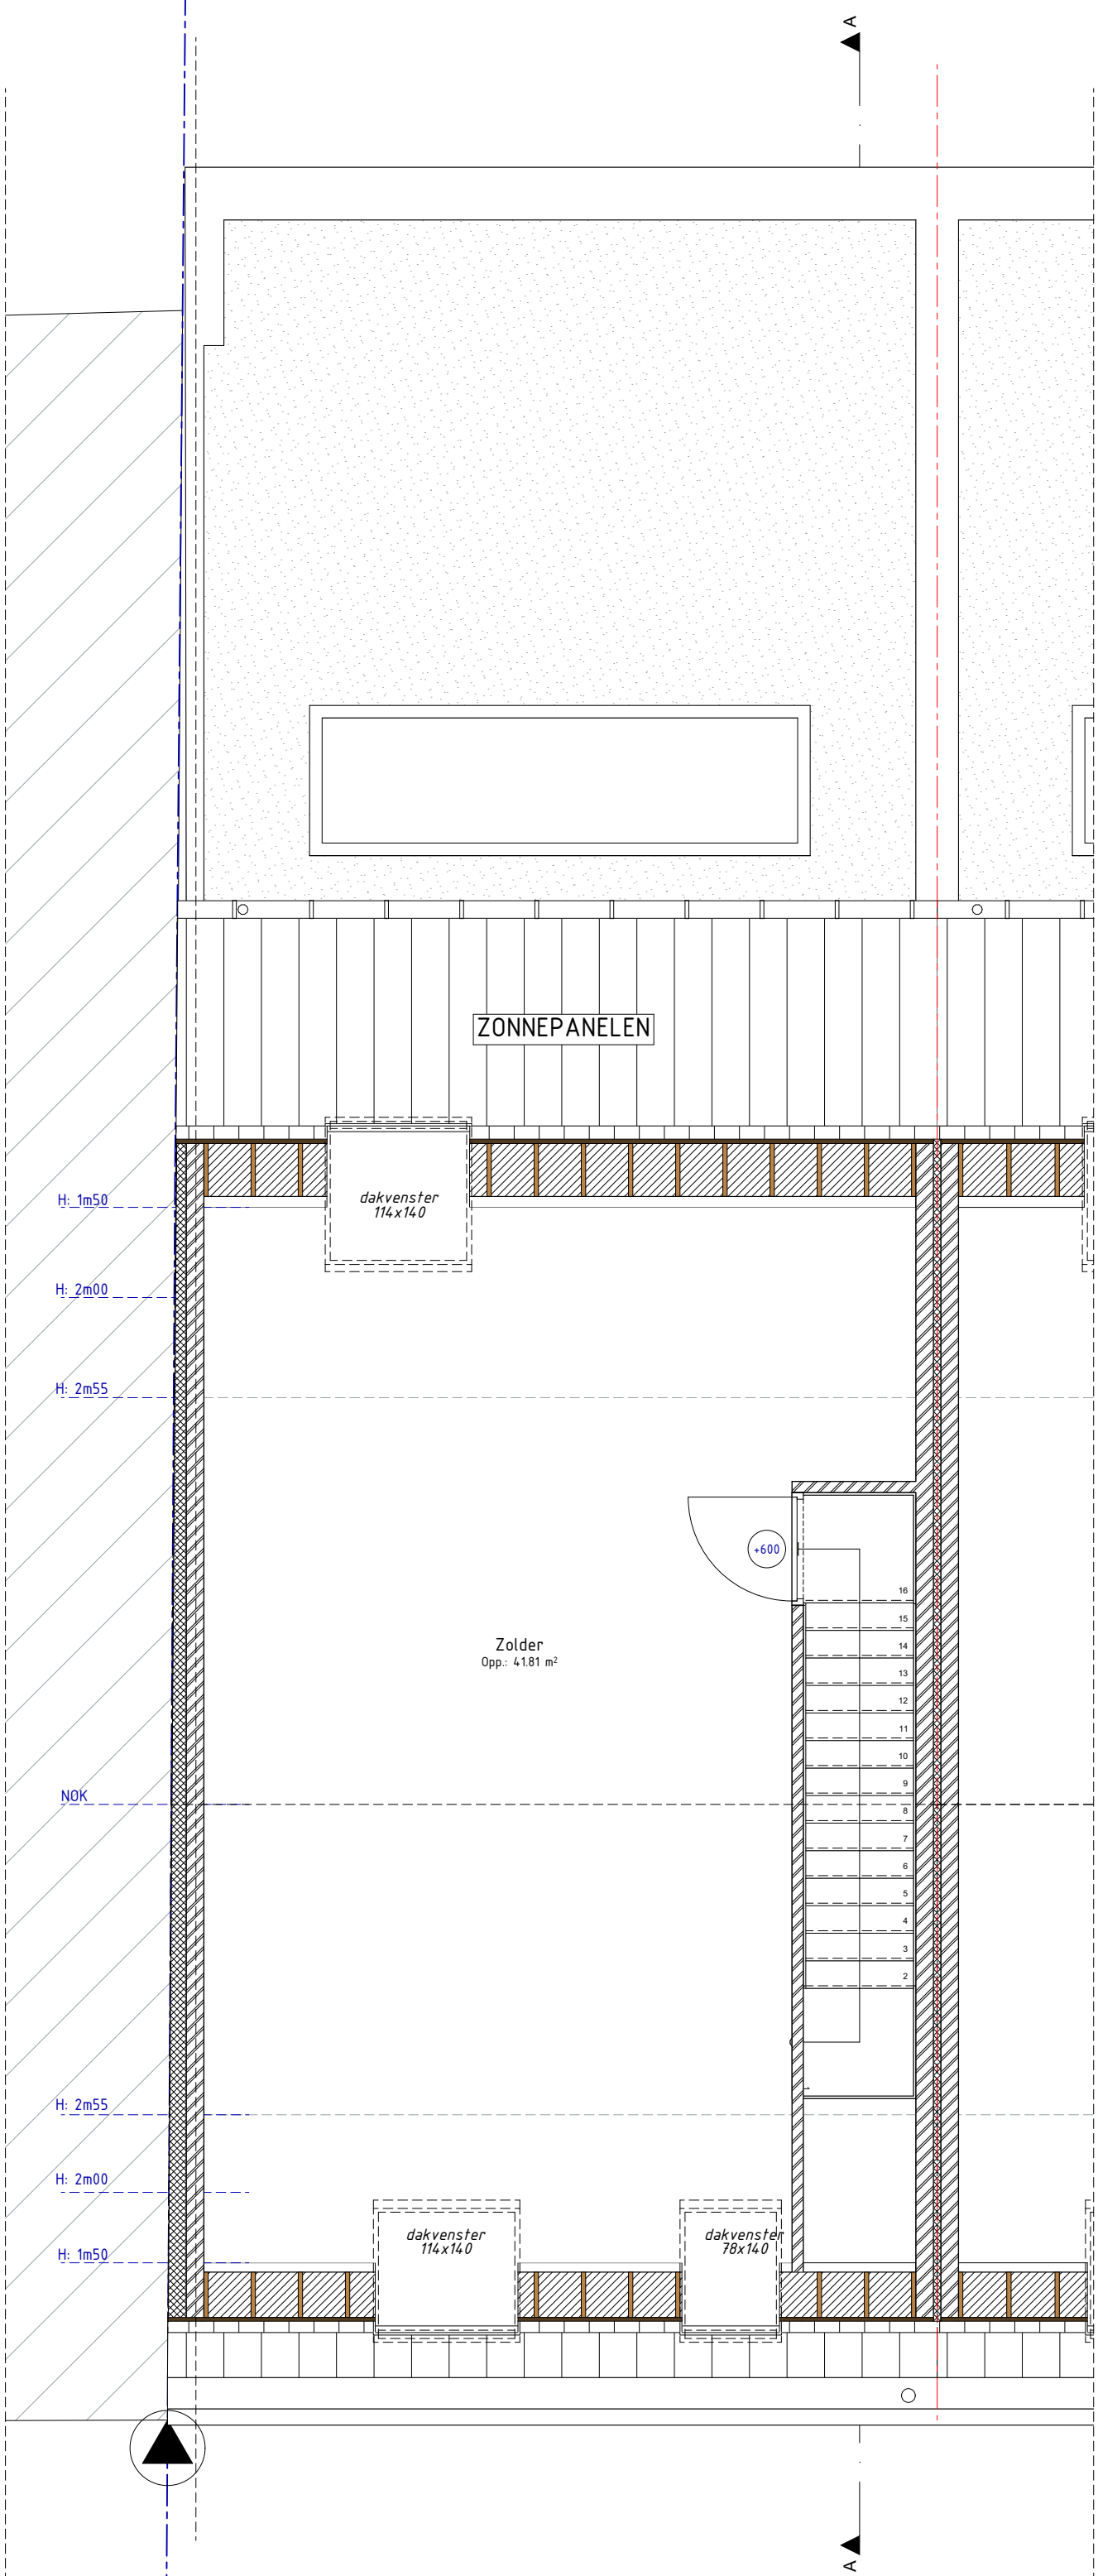 A
ZONNEPANELEN
dakvenster
114x140
H: 1m50
H: 2m00
H: 2m55
+600
16
15
Zolder
Opp.: 41.81 m²
14
13
12
11
10
9
NOK
8
7
6
5
4
3
2
H: 2m55
H: 2m00
dakvenster
114x140
dakvenster
78x140
H: 1m50
A